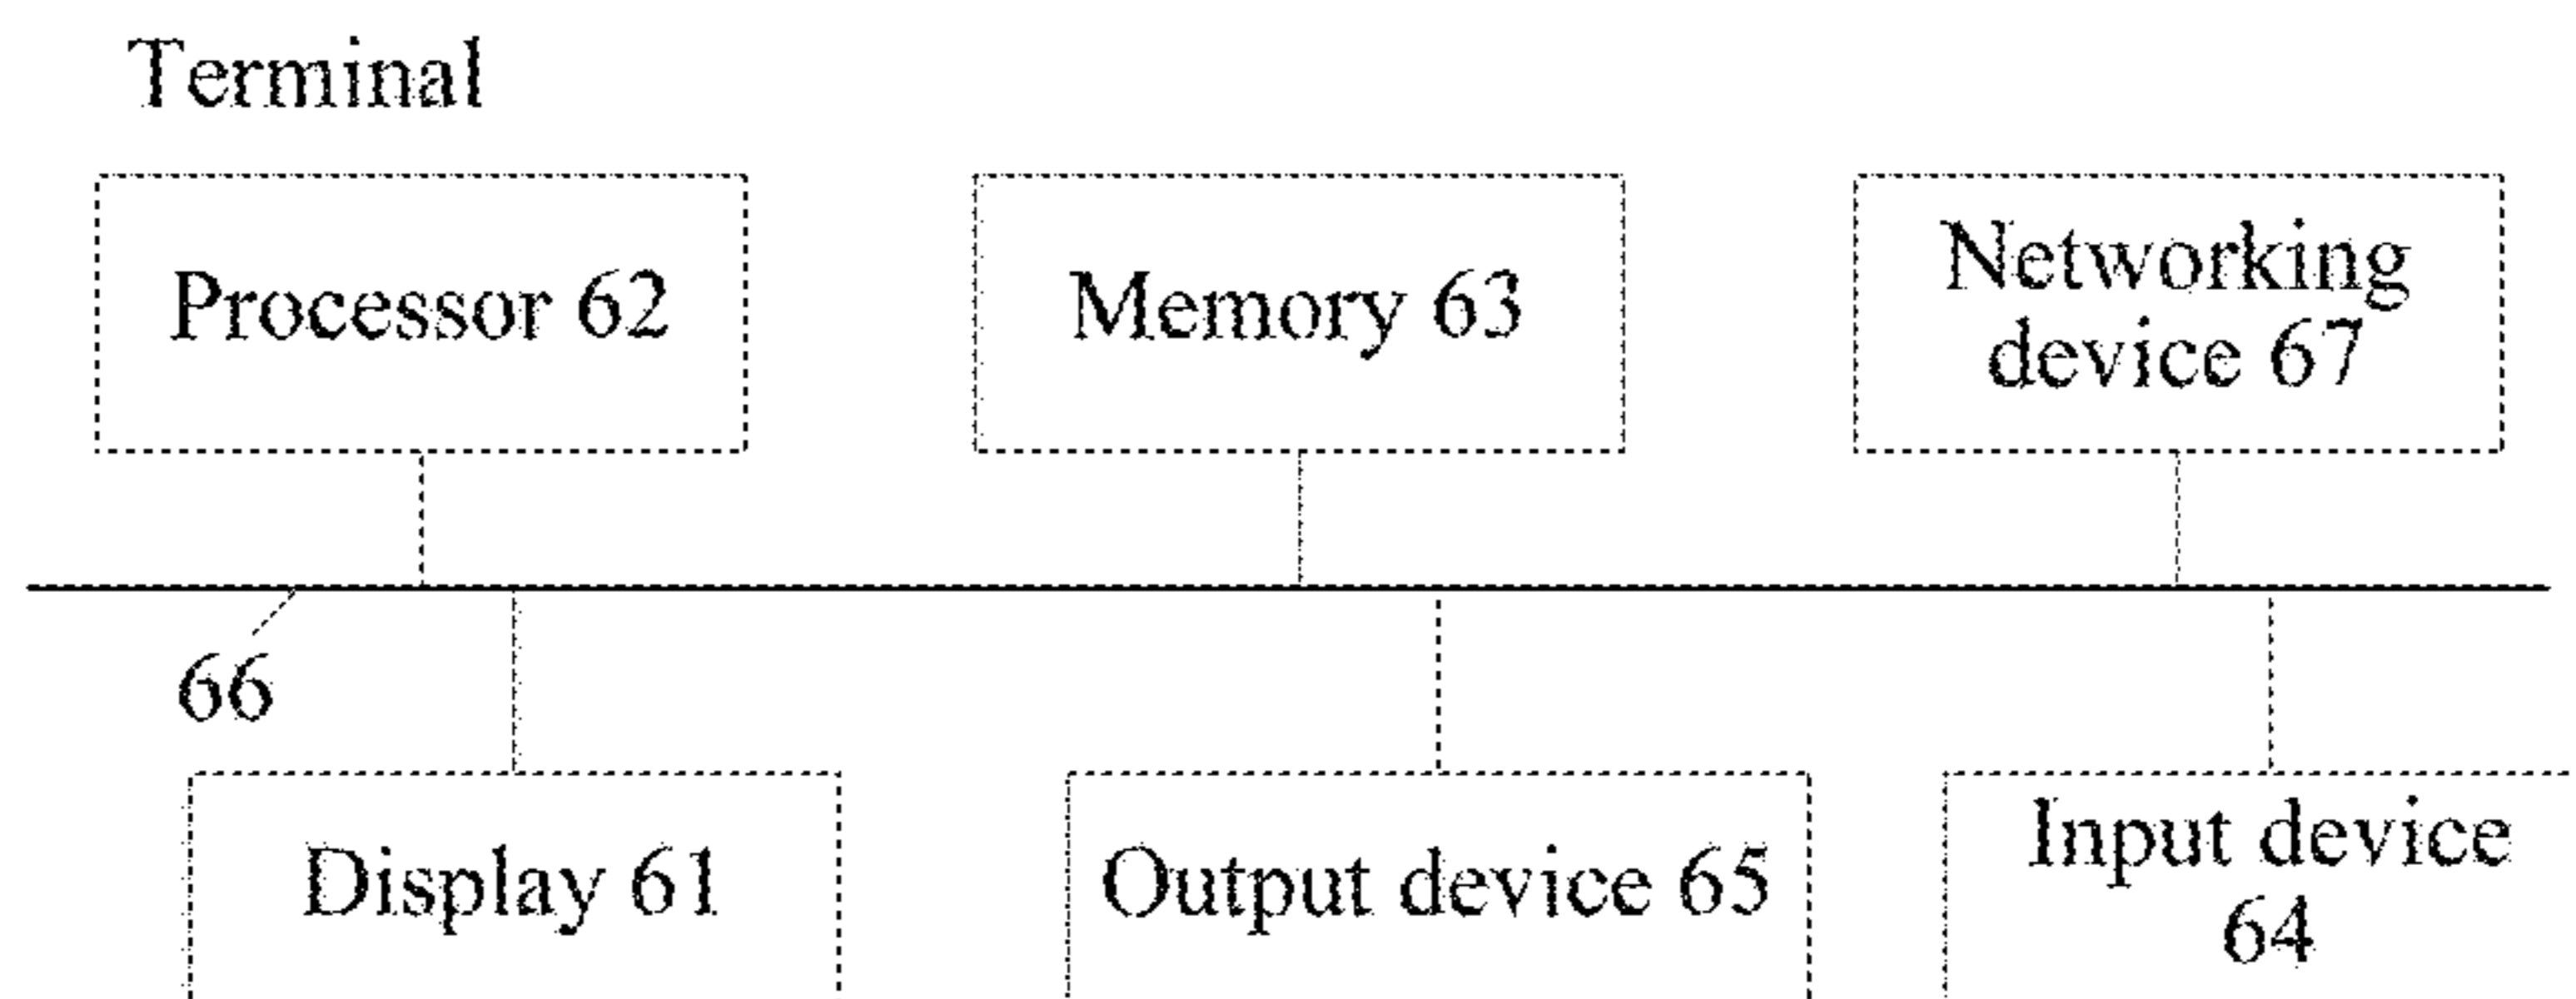 Terminal
Processor 62
Memory 63
Networking
device 67
66
Display 61
Output device 65
Input device
64